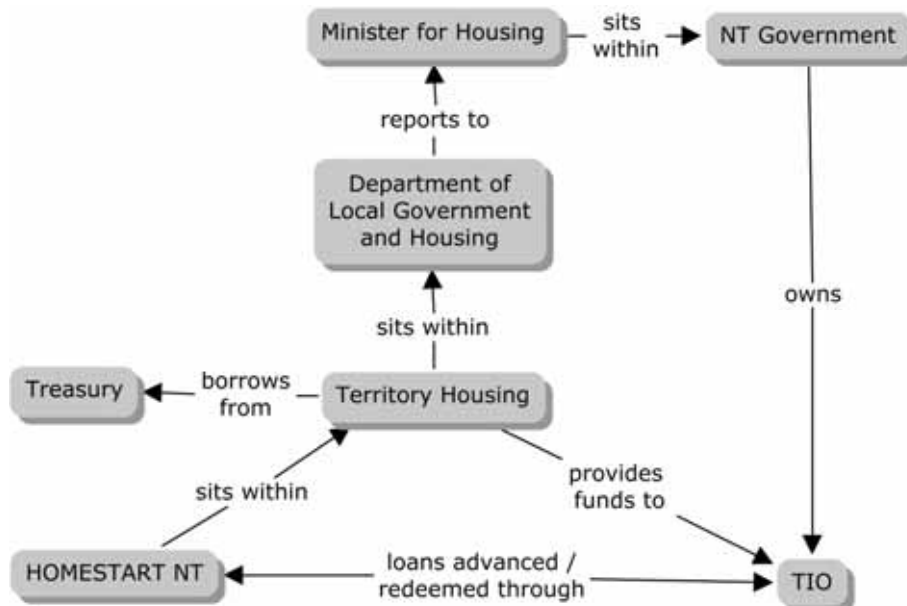 Minister for Housing
sits
within
NT Government
reports to
Department of
Local Government
and Housing
owns
sits within
Treasury
borrows
from
Territory Housing
provides
funds to
sits within
HOMESTART NT
loans advanced /
redeemed through
TIO